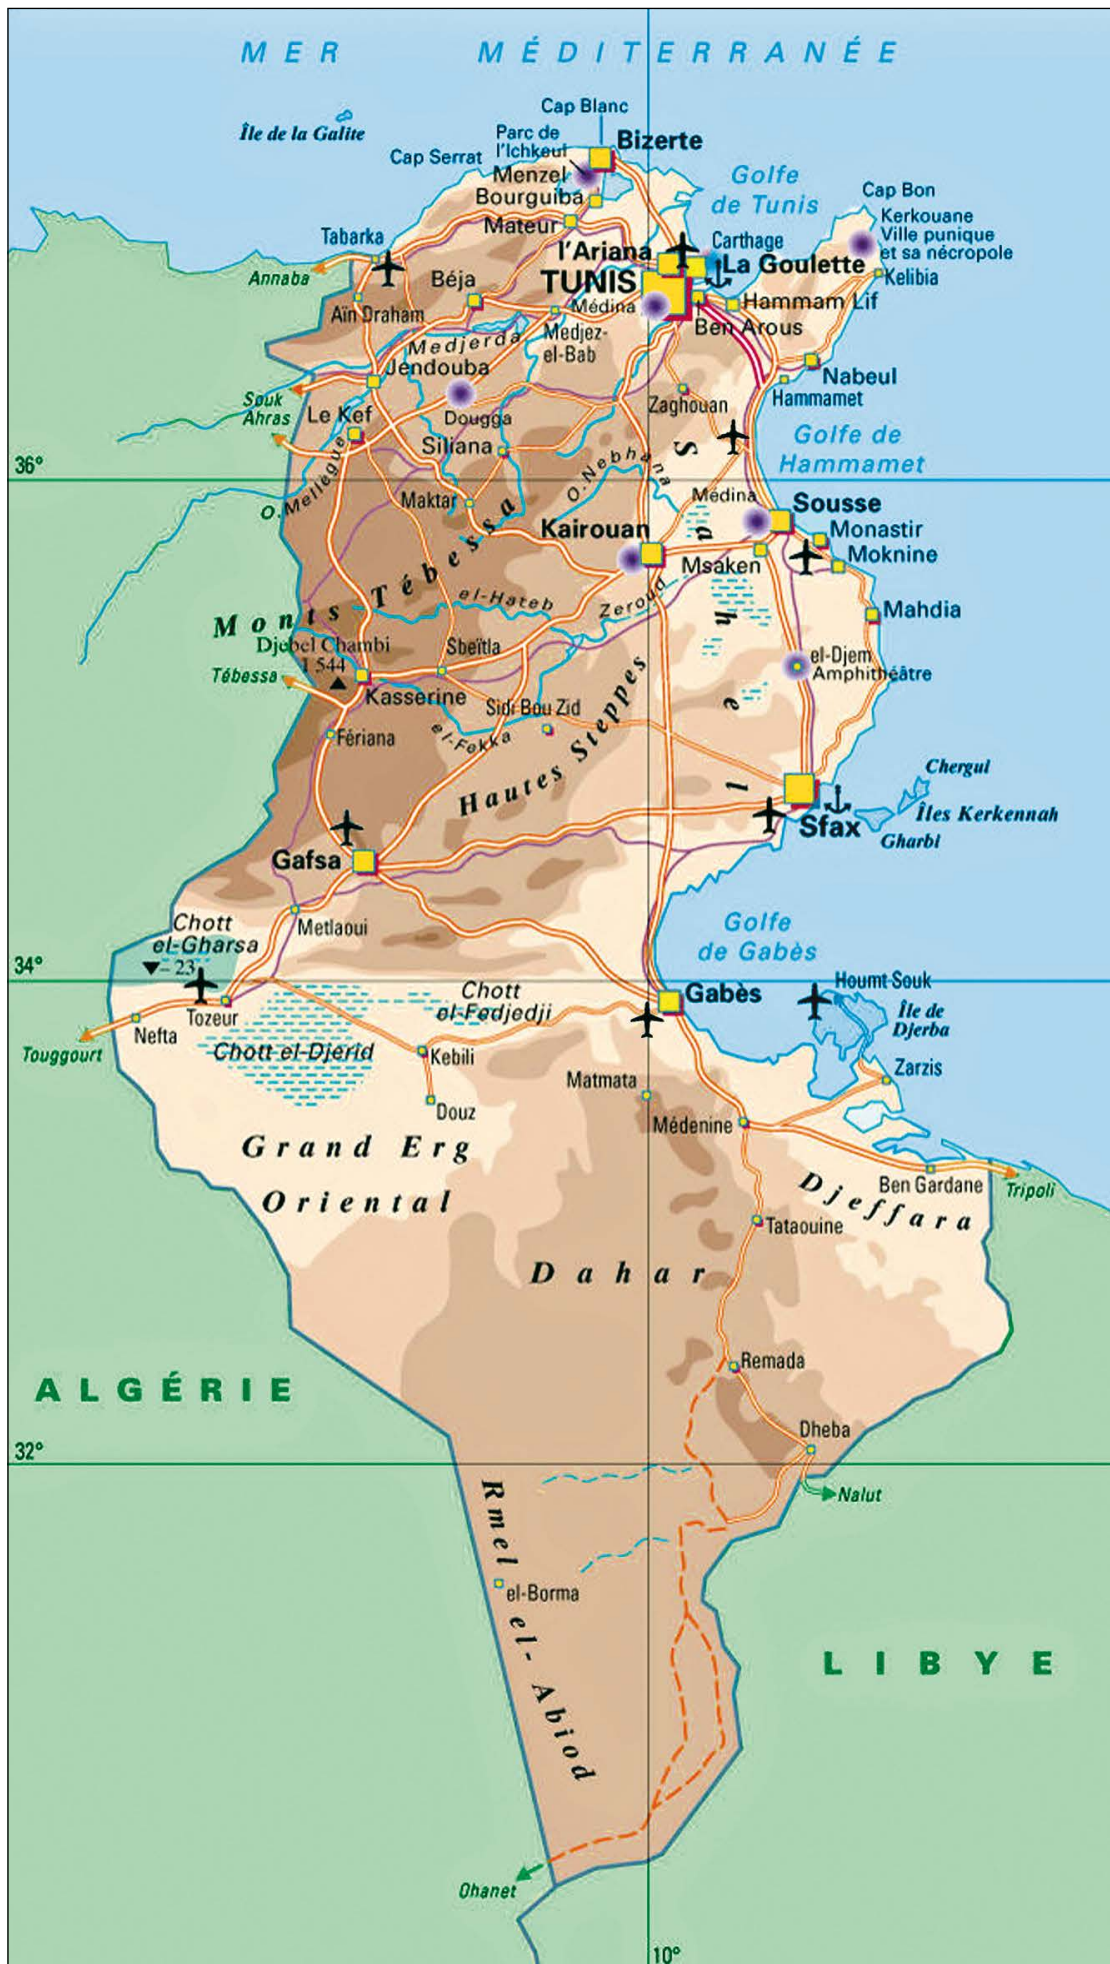 MER MÉDITERRANÉE
Cap Blanc
Île de la Galite
Parc de
l'Ichkeul
Bizerte
Cap Serrat
Menzel
Bourguiba
Golfe
de Tunis
Cap Bon
Kerkouane
Ville punique
et sa nécropole
Mateur
Tabarka
l'Ariana
Carthage
La Goulette
Annaba
Béja
TUNIS
Kelibia
Médina
Hammam Lif
Aïn Draham
Medjerda
Medjez-
el-Bab
Ben Arous
Jendouba
Nabeul
Souk
Ahras
Hammamet
Le Kef
Dougga
Zaghouan
Siliana
Golfe de
Hammamet
36°
O.Mellègue
O.Nebhana
Maktar
Médina
Sousse
Kairouan
Monastir
Msaken
Moknine
Sahel
Monts Tébessa
el-Hateb
Zeroud
Mahdia
Djebel Chambi
1 544
Sbeïtla
el-Djem
Amphithéâtre
Tébessa
Kasserine
Sidi Bou Zid
Fériana
el-Fekka
Hautes Steppes
Chergui
Îles Kerkennah
Sfax
Gharbi
Gafsa
Metlaoui
Chott
el-Gharsa
- 23
Golfe
de Gabès
34°
Chott
el-Fedjedji
Gabès
Houmt Souk
Île de
Djerba
Nefta
Tozeur
Touggourt
Chott el-Djerid
Kebili
Zarzis
Matmata
Douz
Médenine
Grand Erg
Oriental
Ben Gardane
Tripoli
Djeffara
Tataouine
Dahar
Remada
ALGÉRIE
Dheba
32°
Nalut
Rmel el-Abiod
el-Borma
LIBYE
Ohanet
10°